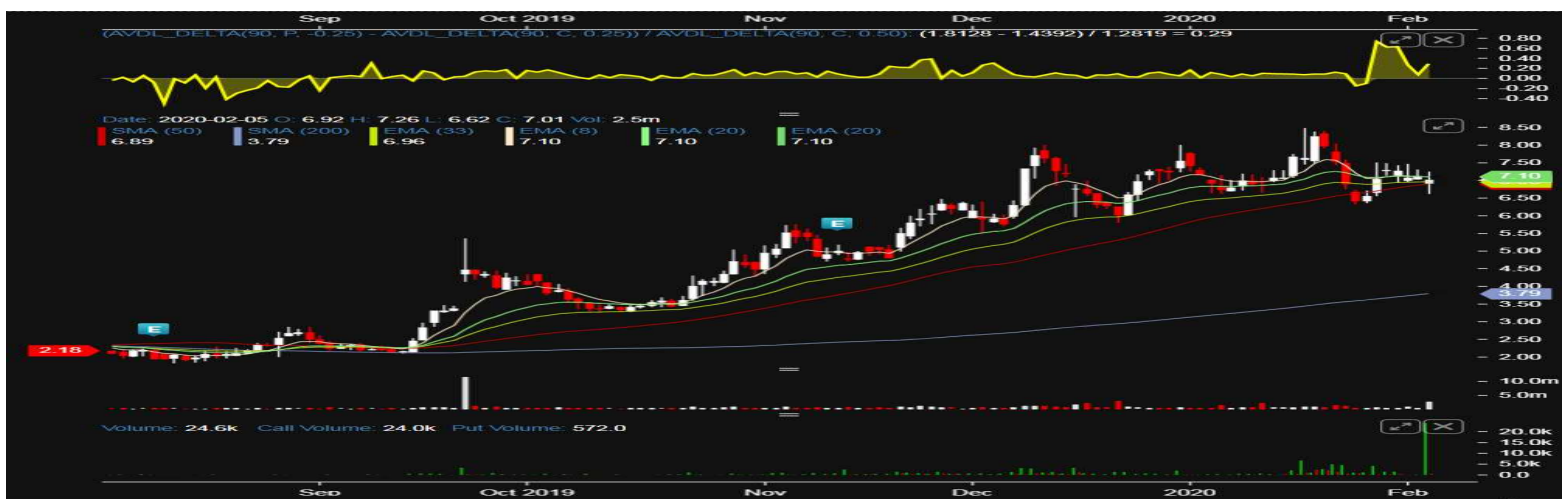 Sep Oct 2019 Nov Dec 2020 Feb
(AVDL_DELTA(90, P, -0.25) - AVDL_DELTA(90, C, 0.25)) / AVDL_DELTA(90, C, 0.50): (1.8128 - 1.4392) / 1.2819 = 0.29
0.80
0.60
0.40
0.20
0.00
-0.20
-0.40
Date: 2020-02-05 O: 6.92 H: 7.26 L: 6.62 C: 7.01 Vol: 2.5m
SMA (50) SMA (200) EMA (33) EMA (8) EMA (20) EMA (20)
6.89 3.79 6.96 7.10 7.10 7.10
8.50
8.00
7.50
7.10
6.50
6.00
E
5.50
5.00
4.50
4.00
3.79
3.50
3.00
E
2.50
2.18
2.00
10.0m
5.0m
Volume: 24.6k Call Volume: 24.0k Put Volume: 572.0
20.0k
15.0k
10.0k
5.0k
0.0
Sep Oct 2019 Nov Dec 2020 Feb